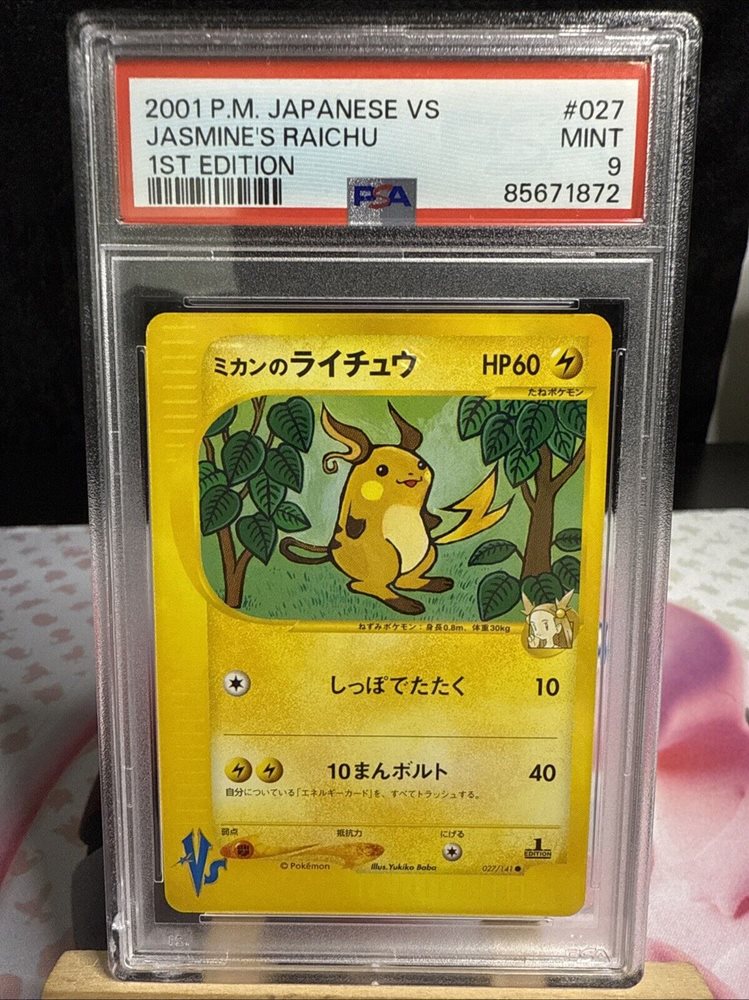 2001 P.M. JAPANESE VS #027
JASMINE'S RAICHU MINT
1ST EDITION 9
PSA 85671872
ミカンのライチュウ HP60
たねポケモン
ねずみポケモン：身長0.8m、体重30kg
しっぽでたたく 10
10まんボルト 40
自分についている「エネルギーカード」を、すべてトラッシュする。
弱点 抵抗力 にげる
VS
1
EDITION
©Pokémon Illus.Yukiko Baba 027/141